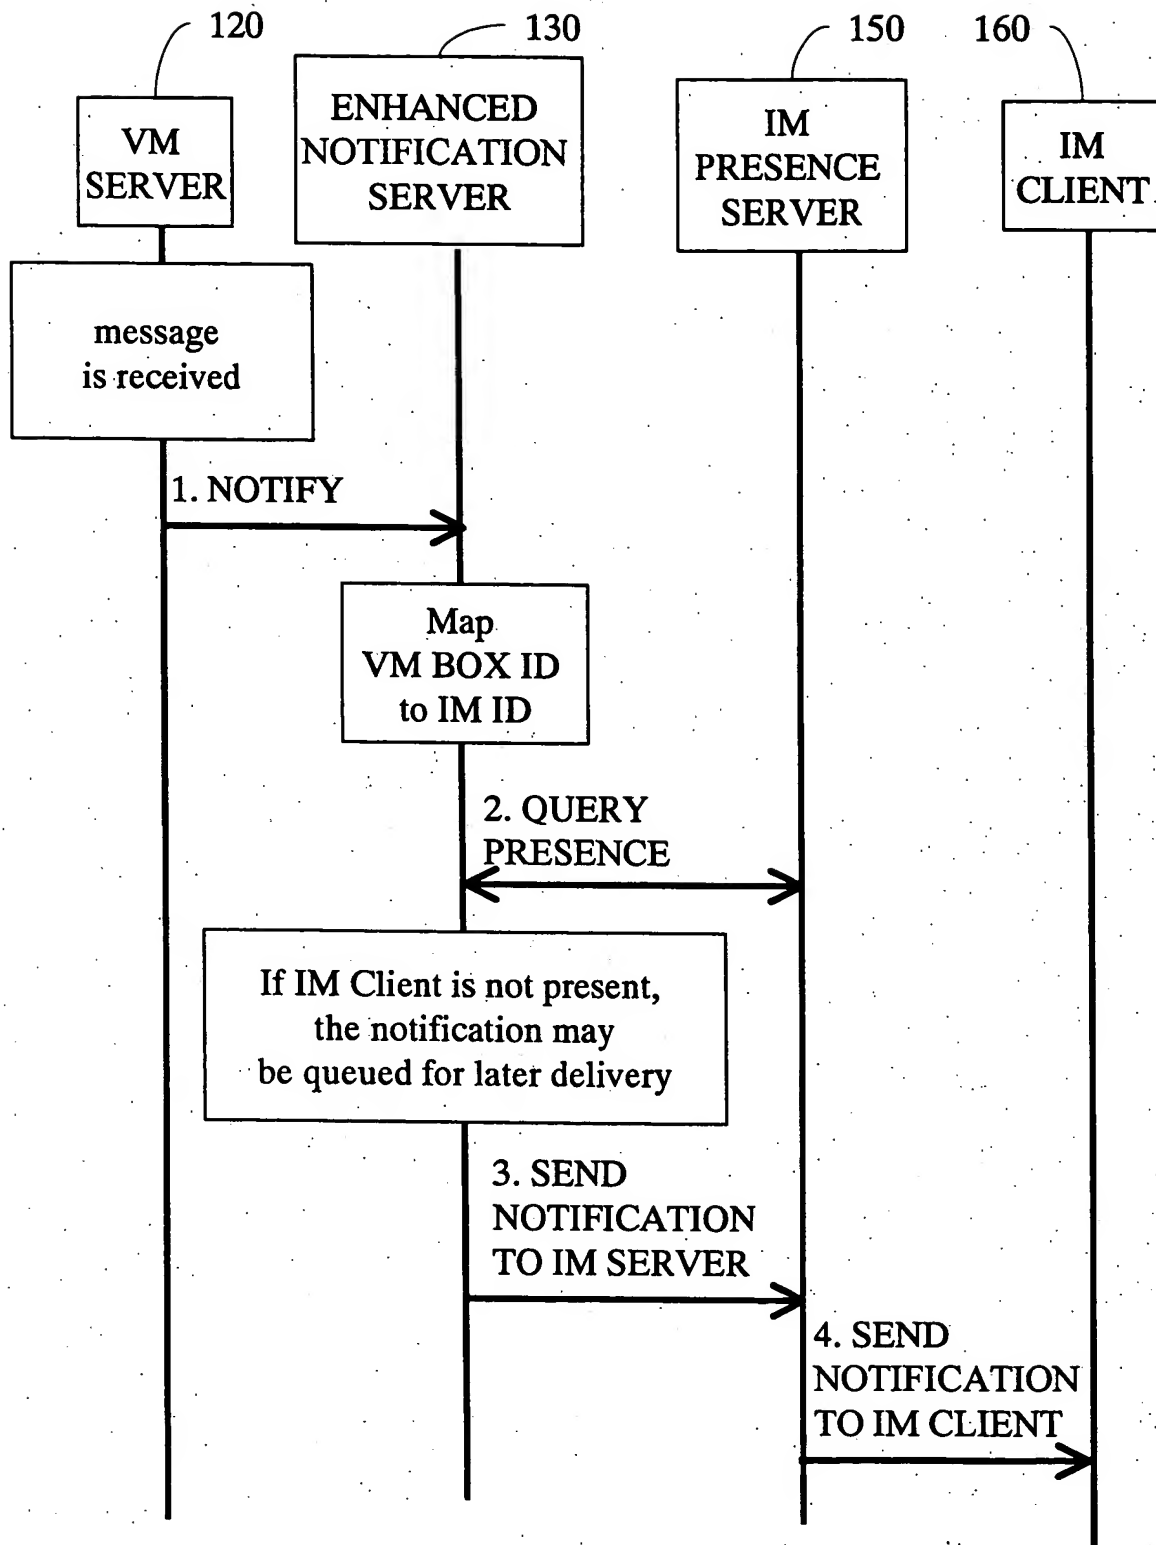 120
130
150
160
VM
SERVER
ENHANCED
NOTIFICATION
SERVER
IM
PRESENCE
SERVER
IM
CLIENT
message
is received
1. NOTIFY
Map
VM BOX ID
to IM ID
2. QUERY
PRESENCE
If IM Client is not present,
the notification may
be queued for later delivery
3. SEND
NOTIFICATION
TO IM SERVER
4. SEND
NOTIFICATION
TO IM CLIENT